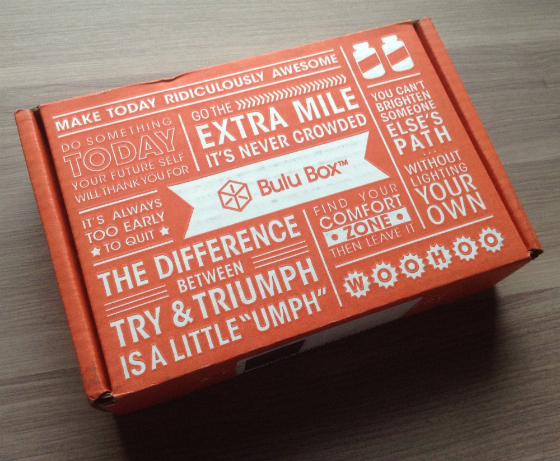 MAKE TODAY RIDICULOUSLY AWESOME
DO SOMETHING
TODAY
YOUR FUTURE SELF
WILL THANK YOU FOR
GO THE
EXTRA MILE
IT'S NEVER CROWDED
YOU CAN'T
BRIGHTEN
SOMEONE
ELSE'S
PATH
WITHOUT
LIGHTING
YOUR
OWN
Bulu Box™
IT'S ALWAYS
TOO EARLY
TO QUIT
THE DIFFERENCE
BETWEEN
TRY & TRIUMPH
IS A LITTLE "UMPH"
FIND YOUR
COMFORT
ZONE
THEN LEAVE IT
WOOHOO